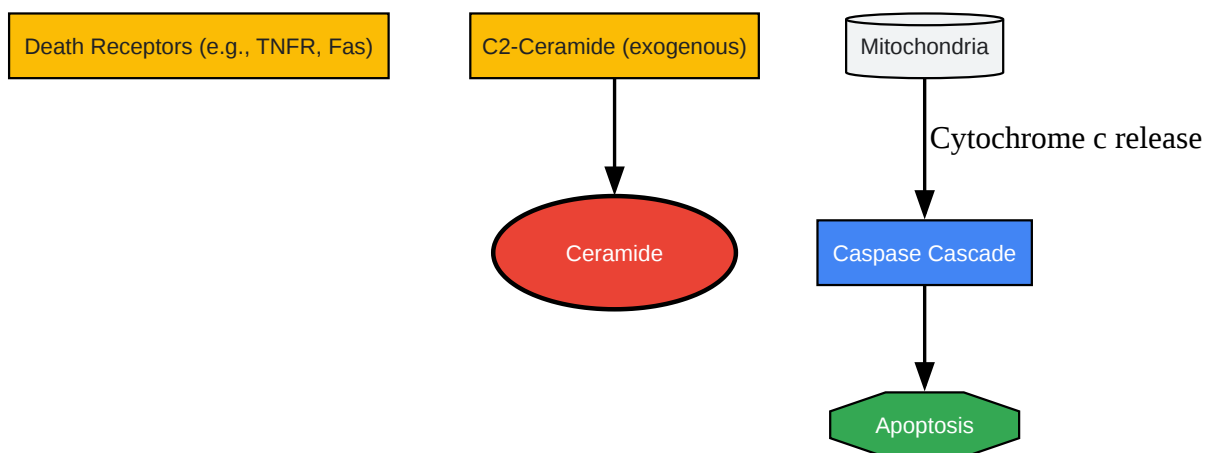 Death Receptors (e.g., TNFR, Fas)
C2-Ceramide (exogenous)
Mitochondria
Cytochrome c release
Ceramide
Caspase Cascade
Apoptosis